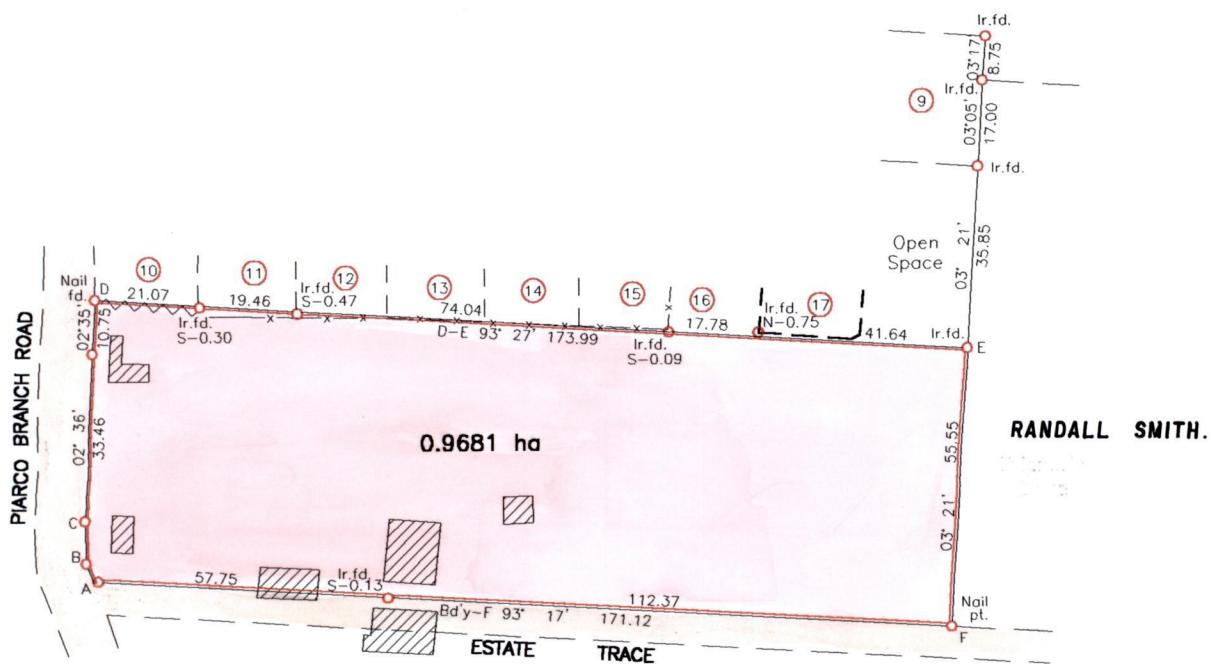 Ir.fd.
03°17'
8.75
Ir.fd.
9
03°05'
17.00
Ir.fd.
Open
Space
03° 21'
35.85
Nail
fd.
D
10
11
12
13
14
15
16
17
21.07
19.46
Ir.fd.
S-0.47
74.04
17.78
Ir.fd.
N-0.75
41.64
Ir.fd.
E
Ir.fd.
S-0.30
D-E 93° 27' 173.99
Ir.fd.
S-0.09
02°35'
10.75
PIARCO BRANCH ROAD
02° 36'
33.46
0.9681 ha
RANDALL SMITH.
55.55
03° 21'
C
B
A
57.75
Ir.fd.
S-0.13
112.37
Bd'y-F 93° 17' 171.12
Nail
pt.
F
ESTATE TRACE